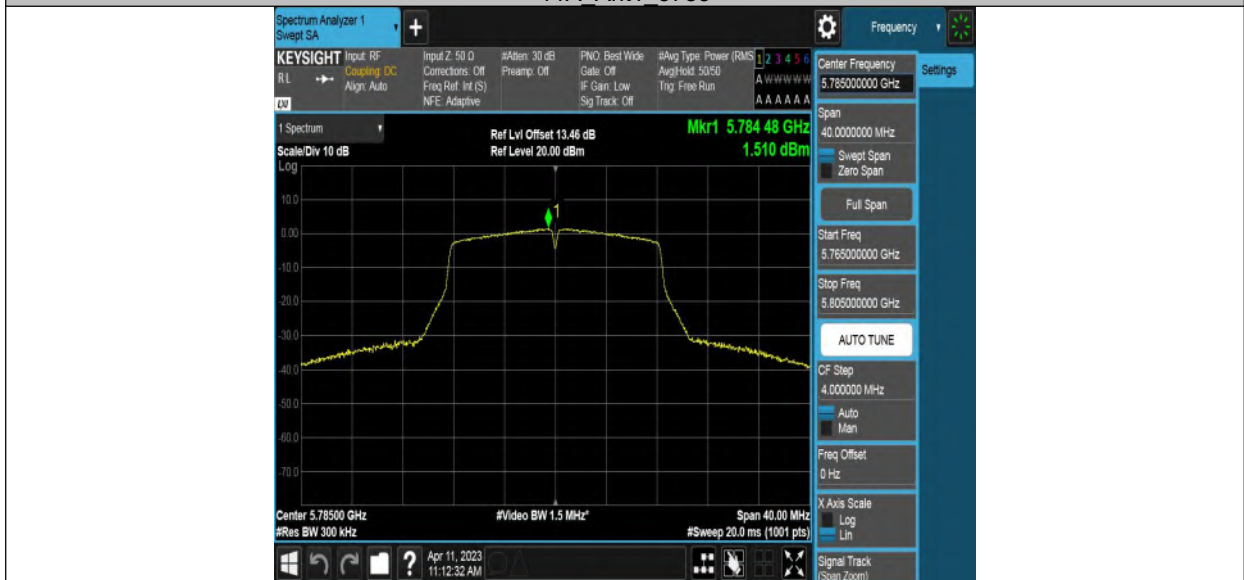 Spectrum Analyzer 1
Swept SA
+
Frequency
KEYSIGHT
RL
LXI
Input: RF
Coupling: DC
Align: Auto
Input Z: 50 Ω
Corrections: Off
Freq Ref: Int (S)
NFE: Adaptive
#Atten: 30 dB
Preamp: Off
PNO: Best Wide
Gate: Off
IF Gain: Low
Sig Track: Off
#Avg Type: Power (RMS
Avg|Hold: 50/50
Trig: Free Run
1 2 3 4 5 6
A W W W W W
A A A A A A
1 Spectrum
Scale/Div 10 dB
Log
Ref Lvl Offset 13.46 dB
Ref Level 20.00 dBm
Mkr1 5.784 48 GHz
1.510 dBm
10.0
0.00
-10.0
-20.0
-30.0
-40.0
-50.0
-60.0
-70.0
1
Center 5.78500 GHz
#Res BW 300 kHz
#Video BW 1.5 MHz*
Span 40.00 MHz
#Sweep 20.0 ms (1001 pts)
?
Apr 11, 2023
11:12:32 AM
Center Frequency
5.785000000 GHz
Settings
Span
40.0000000 MHz
Swept Span
Zero Span
Full Span
Start Freq
5.765000000 GHz
Stop Freq
5.805000000 GHz
AUTO TUNE
CF Step
4.000000 MHz
Auto
Man
Freq Offset
0 Hz
X Axis Scale
Log
Lin
Signal Track
(Span Zoom)